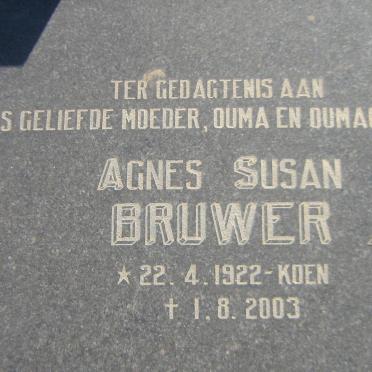 TER GEDAGTENIS AAN
S GELIEFDE MOEDER, OUMA EN OUMA
AGNES SUSAN
BRUWER
★ 22. 4. 1922-KOEN
† 1. 8. 2003